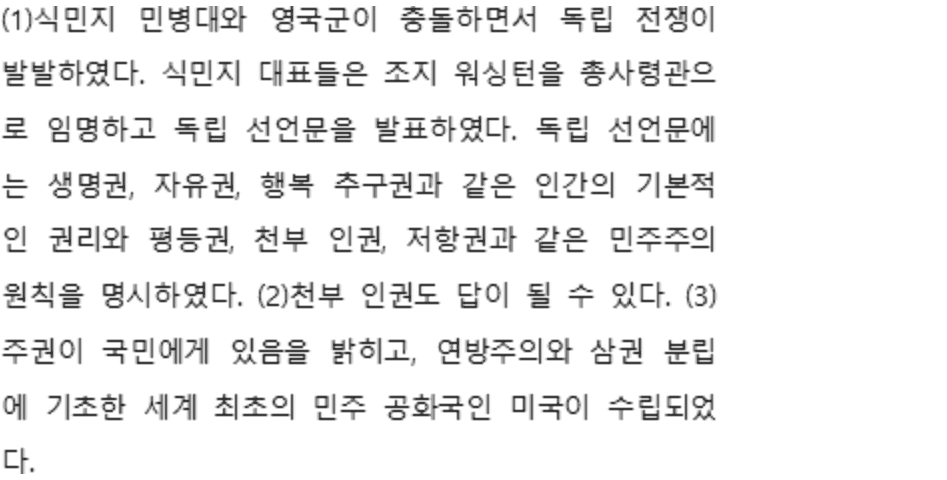 (1)식민지 민병대와 영국군이 충돌하면서 독립 전쟁이
발발하였다. 식민지 대표들은 조지 워싱턴을 총사령관으
로 임명하고 독립 선언문을 발표하였다. 독립 선언문에
는 생명권, 자유권, 행복 추구권과 같은 인간의 기본적
인 권리와 평등권, 천부 인권, 저항권과 같은 민주주의
원칙을 명시하였다. (2)천부 인권도 답이 될 수 있다. (3)
주권이 국민에게 있음을 밝히고, 연방주의와 삼권 분립
에 기초한 세계 최초의 민주 공화국인 미국이 수립되었
다.